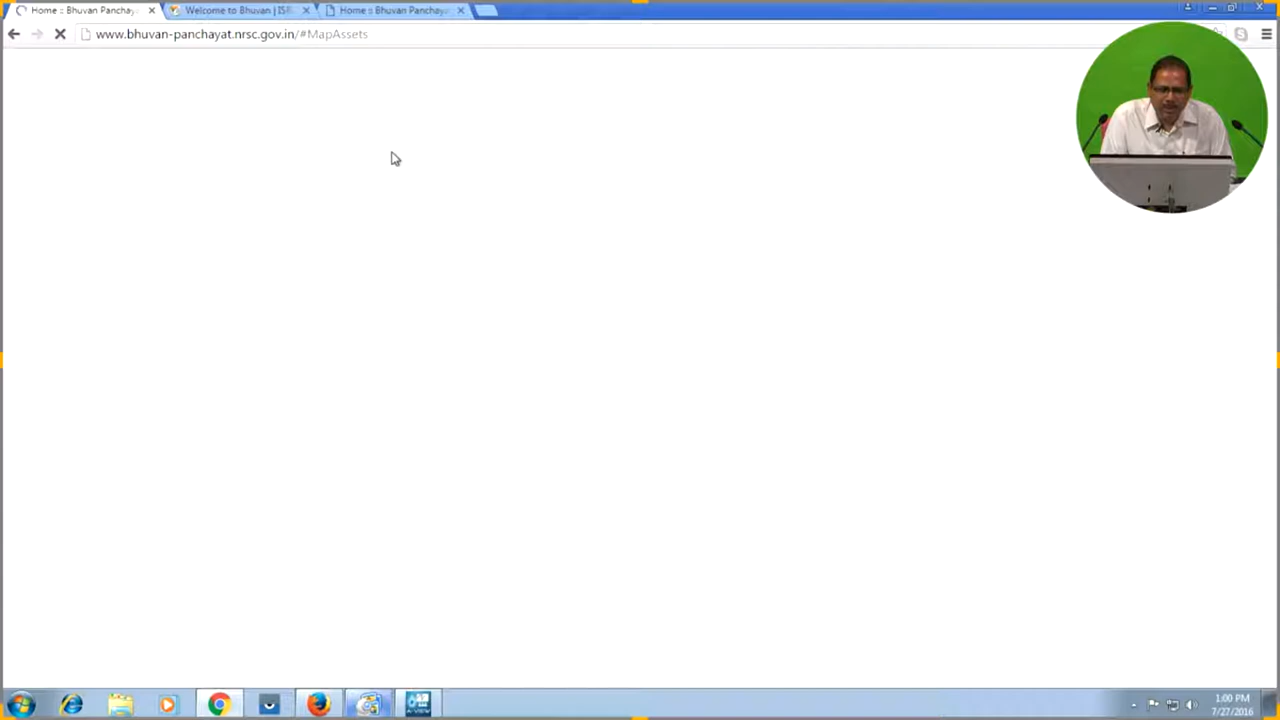 Home :: Bhuvan Panchay
Welcome to Bhuvan | ISR
Home :: Bhuvan Panchay
www.bhuvan-panchayat.nrsc.gov.in/#MapAssets
A-VIEW
1:00 PM
7/27/2016